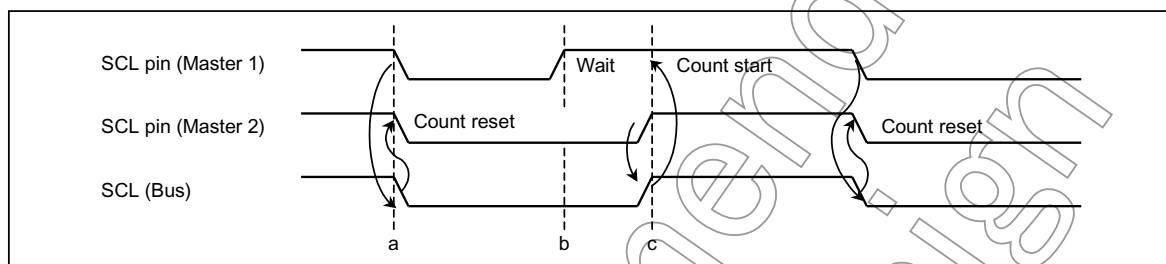 SCL pin (Master 1)
Wait
Count start
SCL pin (Master 2)
Count reset
Count reset
SCL (Bus)
a
b
c